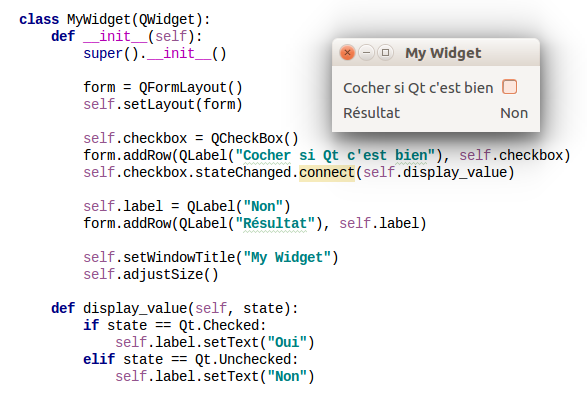 class MyWidget(QWidget):
    def __init__(self):
        super().__init__()
        form = QFormLayout()
        self.setLayout(form)
        self.checkbox = QCheckBox()
        form.addRow(QLabel("Cocher si Qt c'est bien"), self.checkbox)
        self.checkbox.stateChanged.connect(self.display_value)
        self.label = QLabel("Non")
        form.addRow(QLabel("Résultat"), self.label)
        self.setWindowTitle("My Widget")
        self.adjustSize()
    def display_value(self, state):
        if state == Qt.Checked:
            self.label.setText("Oui")
        elif state == Qt.Unchecked:
            self.label.setText("Non")
My Widget
Cocher si Qt c'est bien
Résultat Non